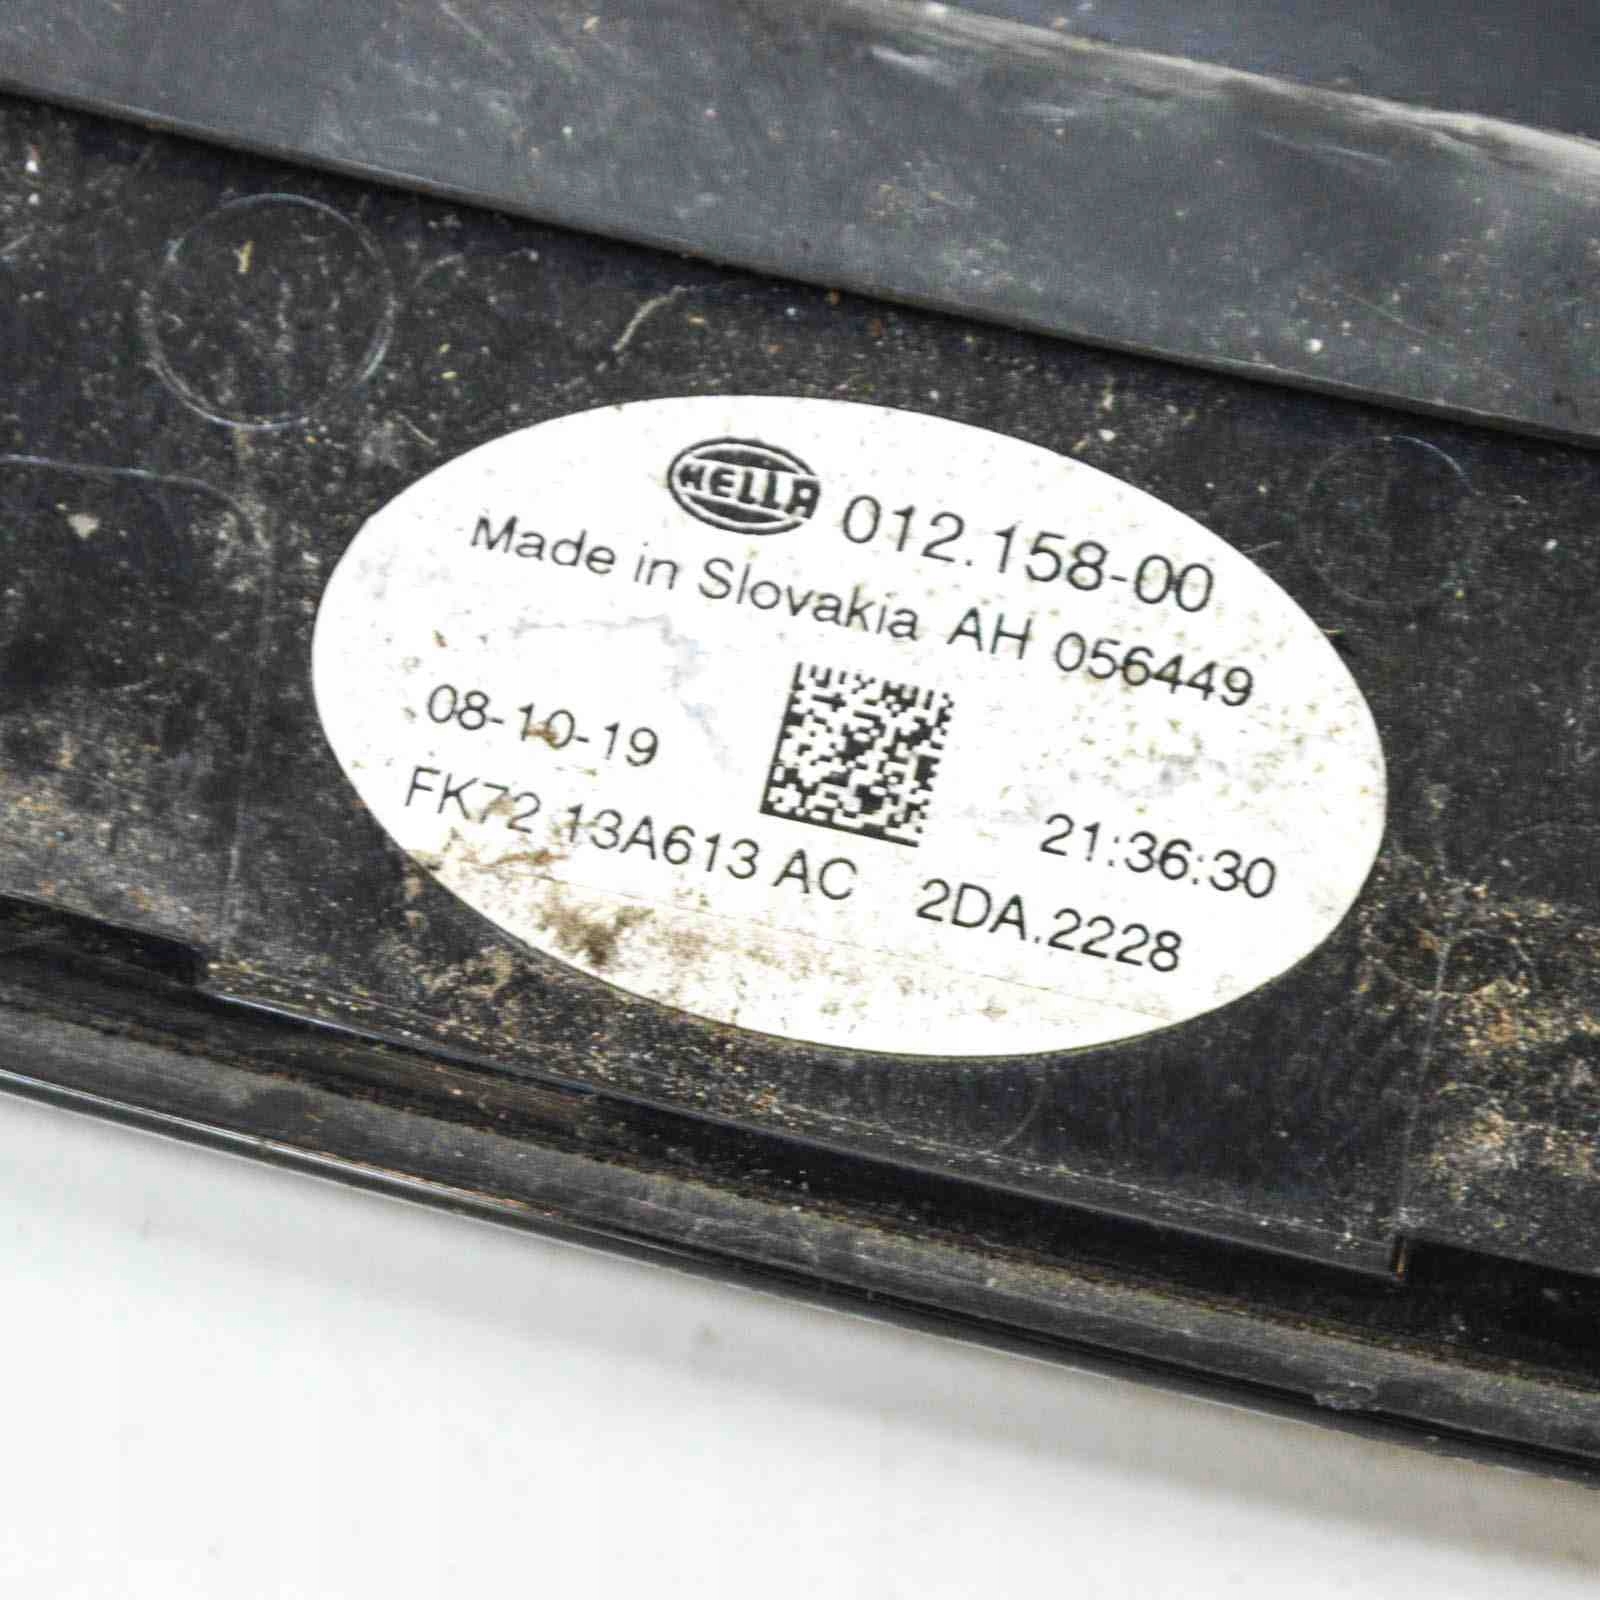 HELLA 012.158-00
Made in Slovakia AH 056449
08-10-19 21:36:30
FK72 13A613 AC 2DA.2228